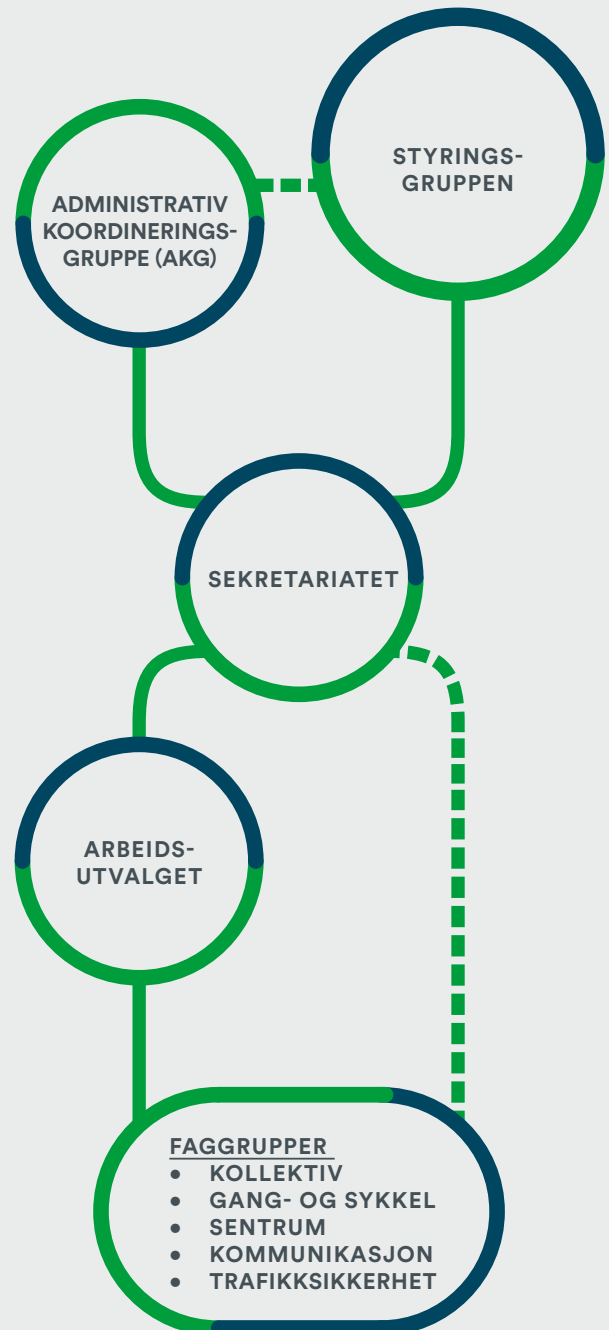 STYRINGS-
GRUPPEN
ADMINISTRATIV
KOORDINERINGS-
GRUPPE (AKG)
SEKRETARIATET
ARBEIDS-
UTVALGET
FAGGRUPPER
• KOLLEKTIV
• GANG- OG SYKKEL
• SENTRUM
• KOMMUNIKASJON
• TRAFIKKSIKKERHET